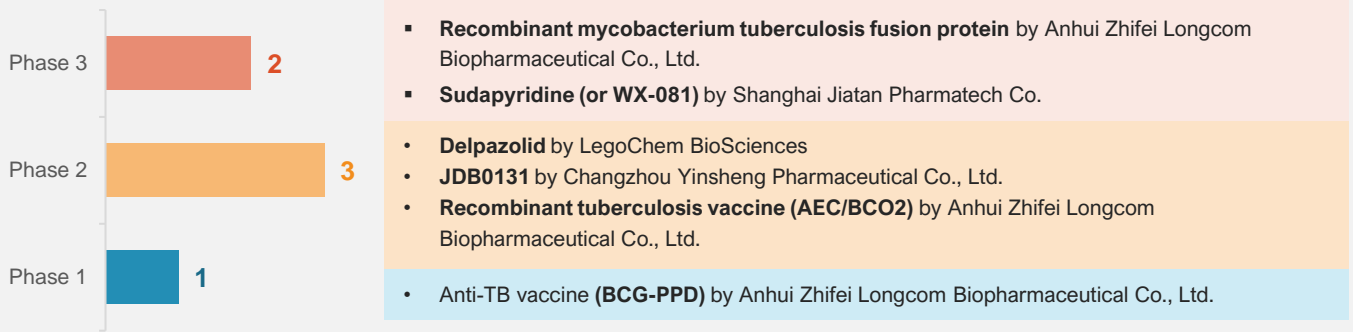 Phase 3
2
▪ Recombinant mycobacterium tuberculosis fusion protein by Anhui Zhifei Longcom
Biopharmaceutical Co., Ltd.
▪ Sudapyridine (or WX-081) by Shanghai Jiatan Pharmatech Co.
Phase 2
3
• Delpazolid by LegoChem BioSciences
• JDB0131 by Changzhou Yinsheng Pharmaceutical Co., Ltd.
• Recombinant tuberculosis vaccine (AEC/BCO2) by Anhui Zhifei Longcom
Biopharmaceutical Co., Ltd.
Phase 1
1
• Anti-TB vaccine (BCG-PPD) by Anhui Zhifei Longcom Biopharmaceutical Co., Ltd.